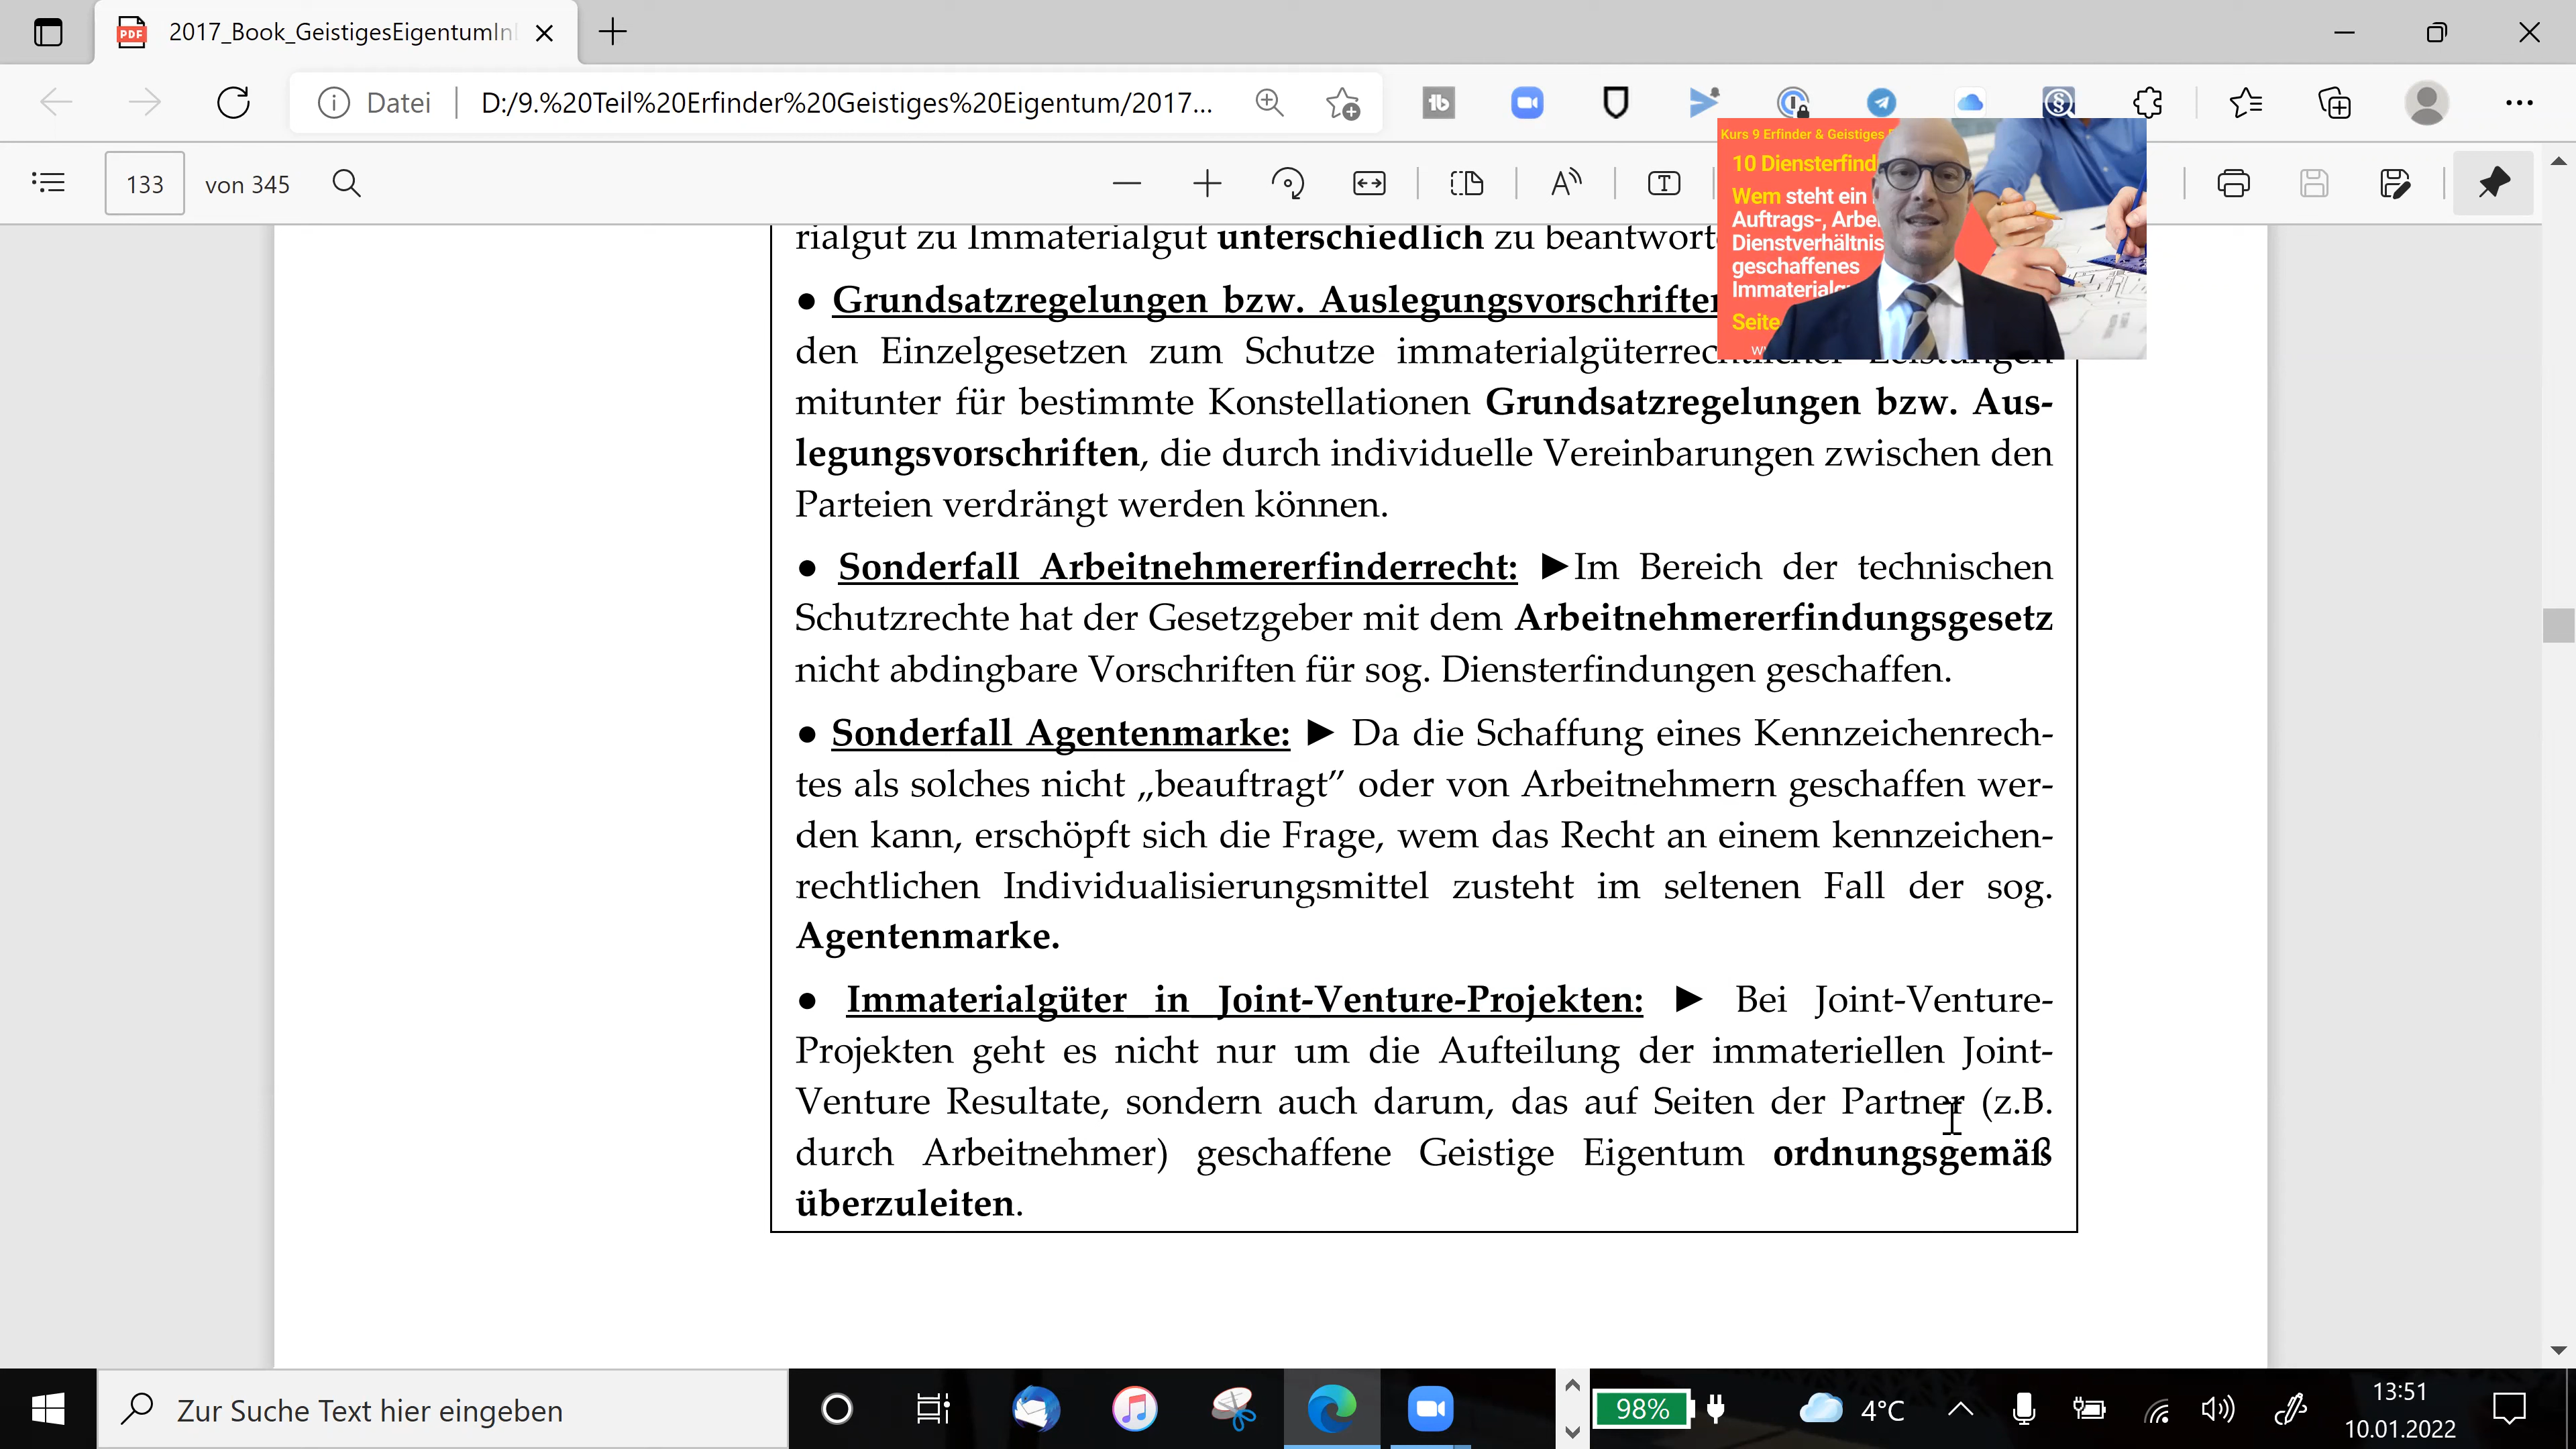 2017_Book_GeistigesEigentumIn
Datei
D:/9.%20Teil%20Erfinder%20Geistiges%20Eigentum/2017...
133 von 345
Kurs 9 Erfinder & Geistiges
10 Diensterfind
Wem steht ein
Auftrags-, Arbe
Dienstverhältnis
geschaffenes
Immaterialg
Seite
rialgut zu Immaterialgut unterschiedlich zu beantwort
● Grundsatzregelungen bzw. Auslegungsvorschriften
den Einzelgesetzen zum Schutze immaterialgüterrechtlicher Leistungen
mitunter für bestimmte Konstellationen Grundsatzregelungen bzw. Aus-
legungsvorschriften, die durch individuelle Vereinbarungen zwischen den
Parteien verdrängt werden können.
● Sonderfall Arbeitnehmererfinderrecht: ►Im Bereich der technischen
Schutzrechte hat der Gesetzgeber mit dem Arbeitnehmererfindungsgesetz
nicht abdingbare Vorschriften für sog. Diensterfindungen geschaffen.
● Sonderfall Agentenmarke: ► Da die Schaffung eines Kennzeichenrech-
tes als solches nicht „beauftragt” oder von Arbeitnehmern geschaffen wer-
den kann, erschöpft sich die Frage, wem das Recht an einem kennzeichen-
rechtlichen Individualisierungsmittel zusteht im seltenen Fall der sog.
Agentenmarke.
● Immaterialgüter in Joint-Venture-Projekten: ► Bei Joint-Venture-
Projekten geht es nicht nur um die Aufteilung der immateriellen Joint-
Venture Resultate, sondern auch darum, das auf Seiten der Partner (z.B.
durch Arbeitnehmer) geschaffene Geistige Eigentum ordnungsgemäß
überzuleiten.
Zur Suche Text hier eingeben
98%
4°C
13:51
10.01.2022